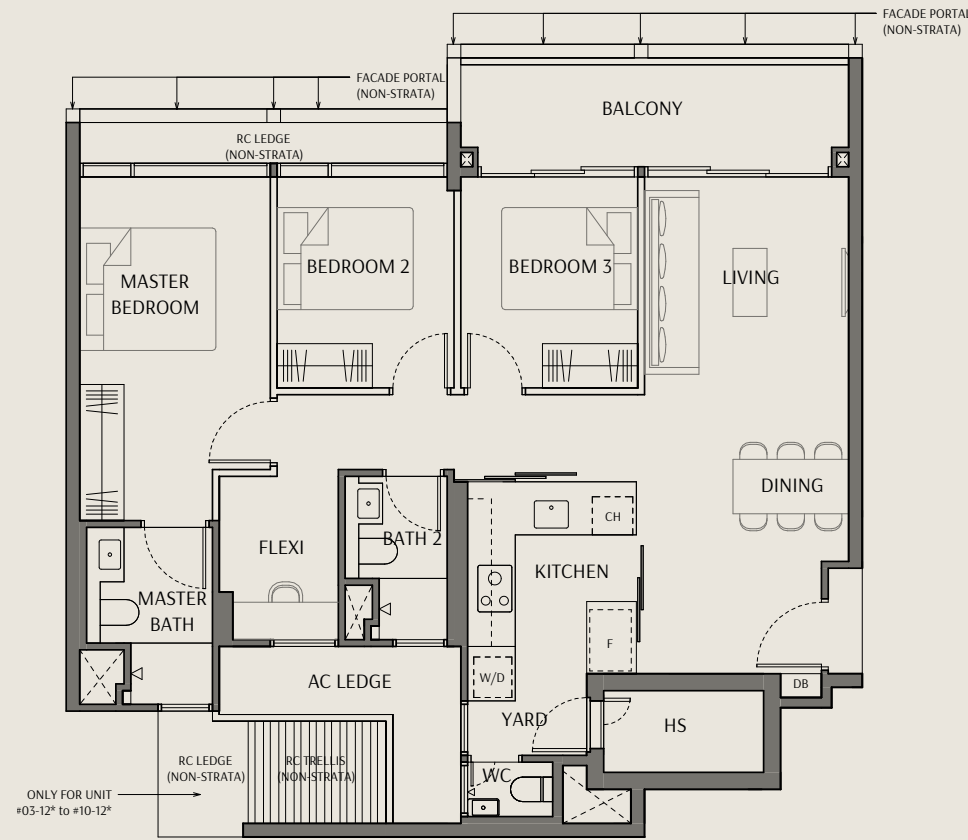 FACADE PORTAL
(NON-STRATA)
FACADE PORTAL
(NON-STRATA)
BALCONY
RC LEDGE
(NON-STRATA)
MASTER
BEDROOM
BEDROOM 2
BEDROOM 3
LIVING
DINING
CH
KITCHEN
FLEXI
BATH 2
MASTER
BATH
F
W/D
AC LEDGE
DB
YARD
HS
RC LEDGE
(NON-STRATA)
RC TRELLIS
(NON-STRATA)
WC
ONLY FOR UNIT
#03-12* to #10-12*